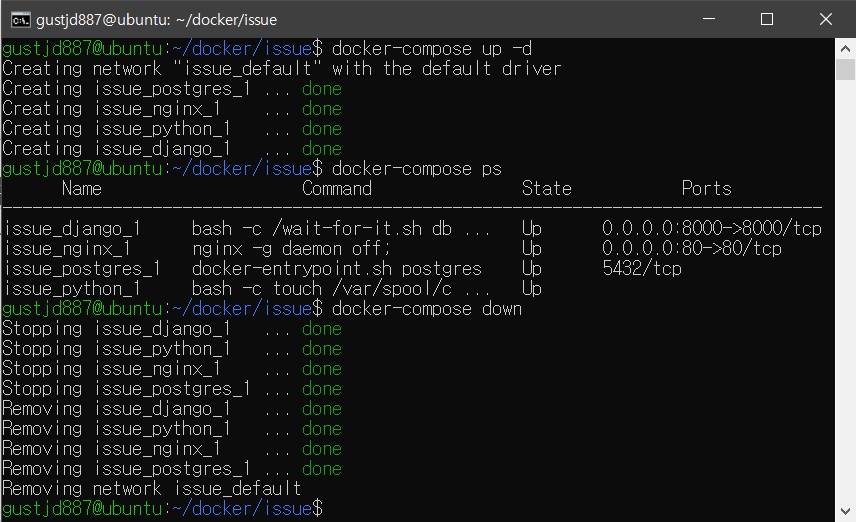 gustjd887@ubuntu: ~/docker/issue
gustjd887@ubuntu:~/docker/issue$ docker-compose up -d
Creating network "issue_default" with the default driver
Creating issue_postgres_1 ... done
Creating issue_nginx_1    ... done
Creating issue_python_1   ... done
Creating issue_django_1   ... done
gustjd887@ubuntu:~/docker/issue$ docker-compose ps
      Name                    Command               State           Ports
----------------------------------------------------------------------------------
issue_django_1     bash -c /wait-for-it.sh db ...   Up      0.0.0.0:8000->8000/tcp
issue_nginx_1      nginx -g daemon off;             Up      0.0.0.0:80->80/tcp
issue_postgres_1   docker-entrypoint.sh postgres    Up      5432/tcp
issue_python_1     bash -c touch /var/spool/c ...   Up
gustjd887@ubuntu:~/docker/issue$ docker-compose down
Stopping issue_django_1   ... done
Stopping issue_python_1   ... done
Stopping issue_nginx_1    ... done
Stopping issue_postgres_1 ... done
Removing issue_django_1   ... done
Removing issue_python_1   ... done
Removing issue_nginx_1    ... done
Removing issue_postgres_1 ... done
Removing network issue_default
gustjd887@ubuntu:~/docker/issue$